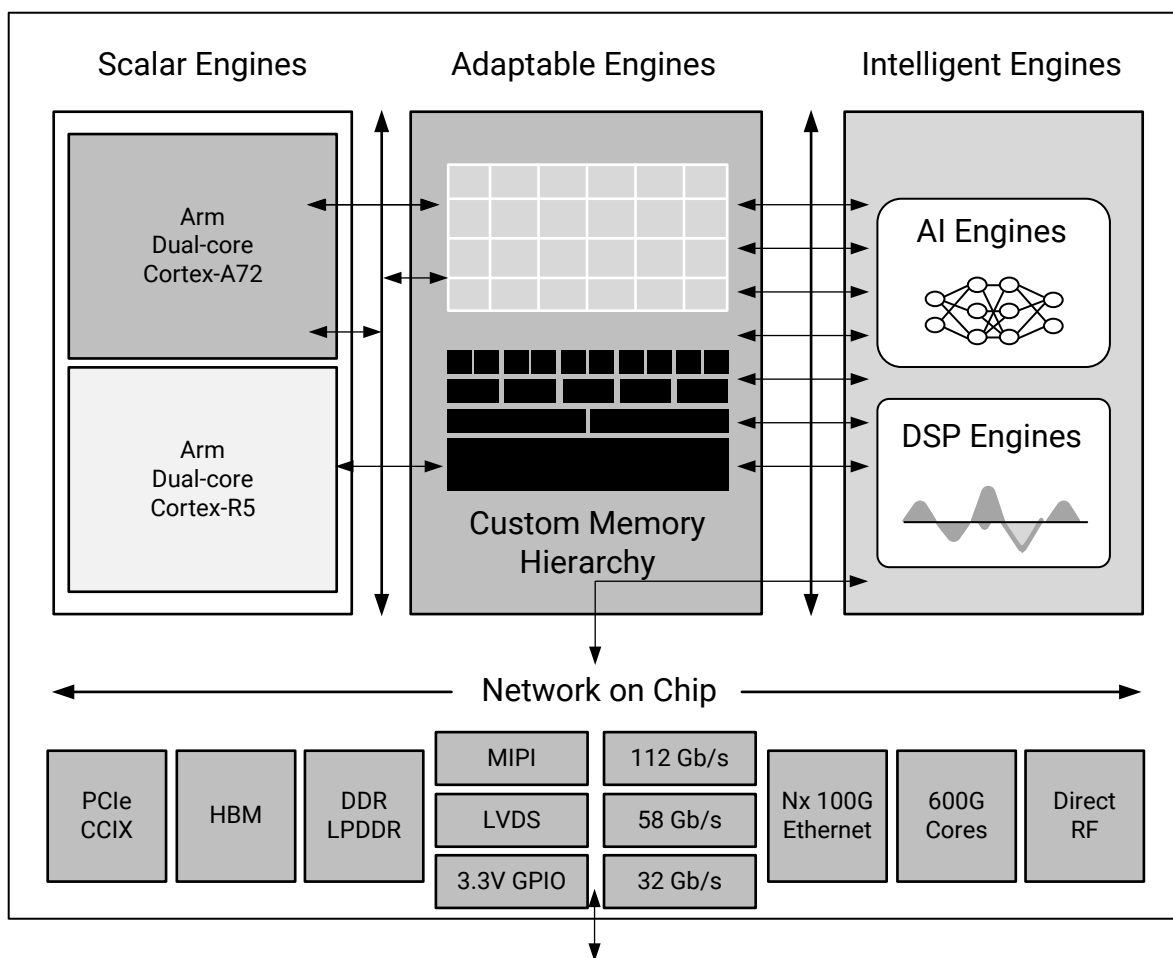 Scalar Engines
Adaptable Engines
Intelligent Engines
Arm
Dual-core
Cortex-A72
Arm
Dual-core
Cortex-R5
Custom Memory
Hierarchy
AI Engines
DSP Engines
Network on Chip
PCIe
CCIX
HBM
DDR
LPDDR
MIPI
LVDS
3.3V GPIO
112 Gb/s
58 Gb/s
32 Gb/s
Nx 100G
Ethernet
600G
Cores
Direct
RF